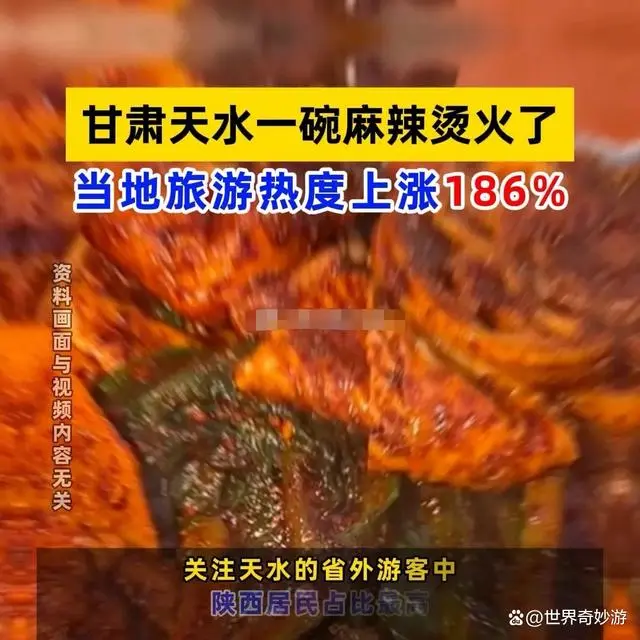 甘肃天水一碗麻辣烫火了
当地旅游热度上涨186%
资料画面与视频内容无关
关注天水的省外游客中
陕西居民占比最高
@世界奇妙游